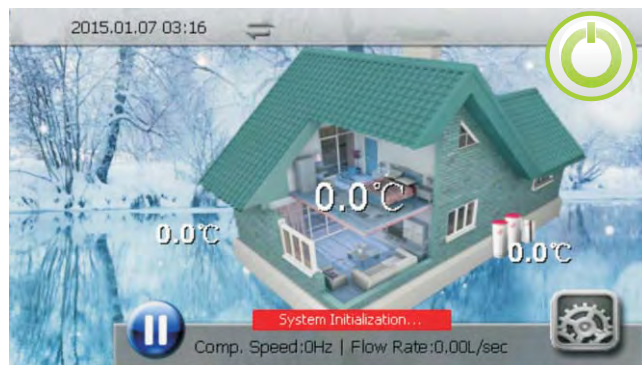 2015.01.07 03:16
0.0℃
0.0℃
0.0℃
System Initialization...
Comp. Speed:0Hz | Flow Rate:0.00L/sec